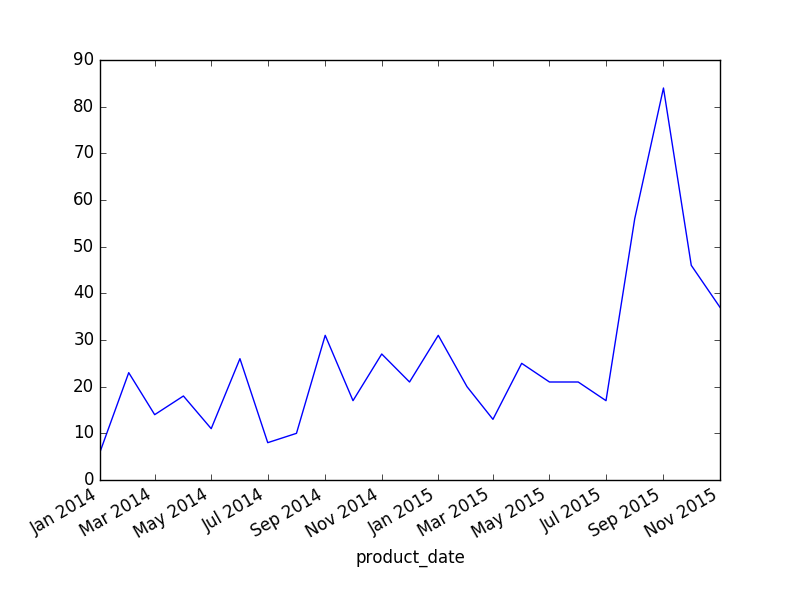 90
80
70
60
50
40
30
20
10
0
Jan 2014
Mar 2014
May 2014
Jul 2014
Sep 2014
Nov 2014
Jan 2015
Mar 2015
May 2015
Jul 2015
Sep 2015
Nov 2015
product_date